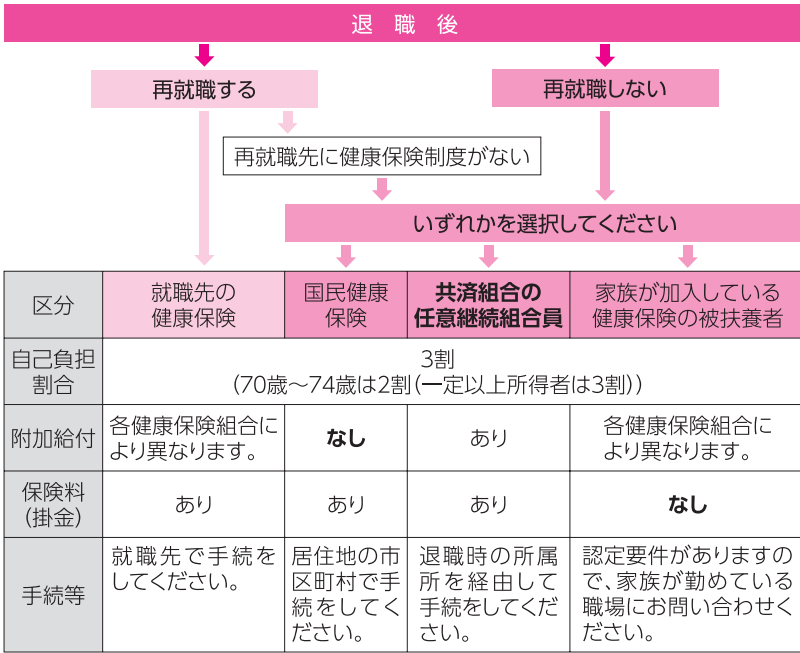 退職後
再就職する
再就職しない
再就職先に健康保険制度がない
いずれかを選択してください
区分
就職先の
健康保険
国民健康
保険
共済組合の
任意継続組合員
家族が加入している
健康保険の被扶養者
自己負担
割合
3割
(70歳〜74歳は2割(一定以上所得者は3割))
附加給付
各健康保険組合に
より異なります。
なし
あり
各健康保険組合に
より異なります。
保険料
(掛金)
あり
あり
あり
なし
手続等
就職先で手続を
してください。
居住地の市
区町村で手
続をしてく
ださい。
退職時の所属
所を経由して
手続をしてくだ
さい。
認定要件がありますの
で、家族が勤めている
職場にお問い合わせく
ださい。